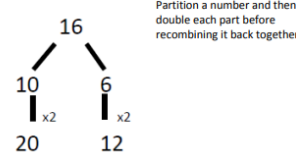 Partition a number and then
double each part before
recombining it back together
16
10 6
x2 x2
20 12